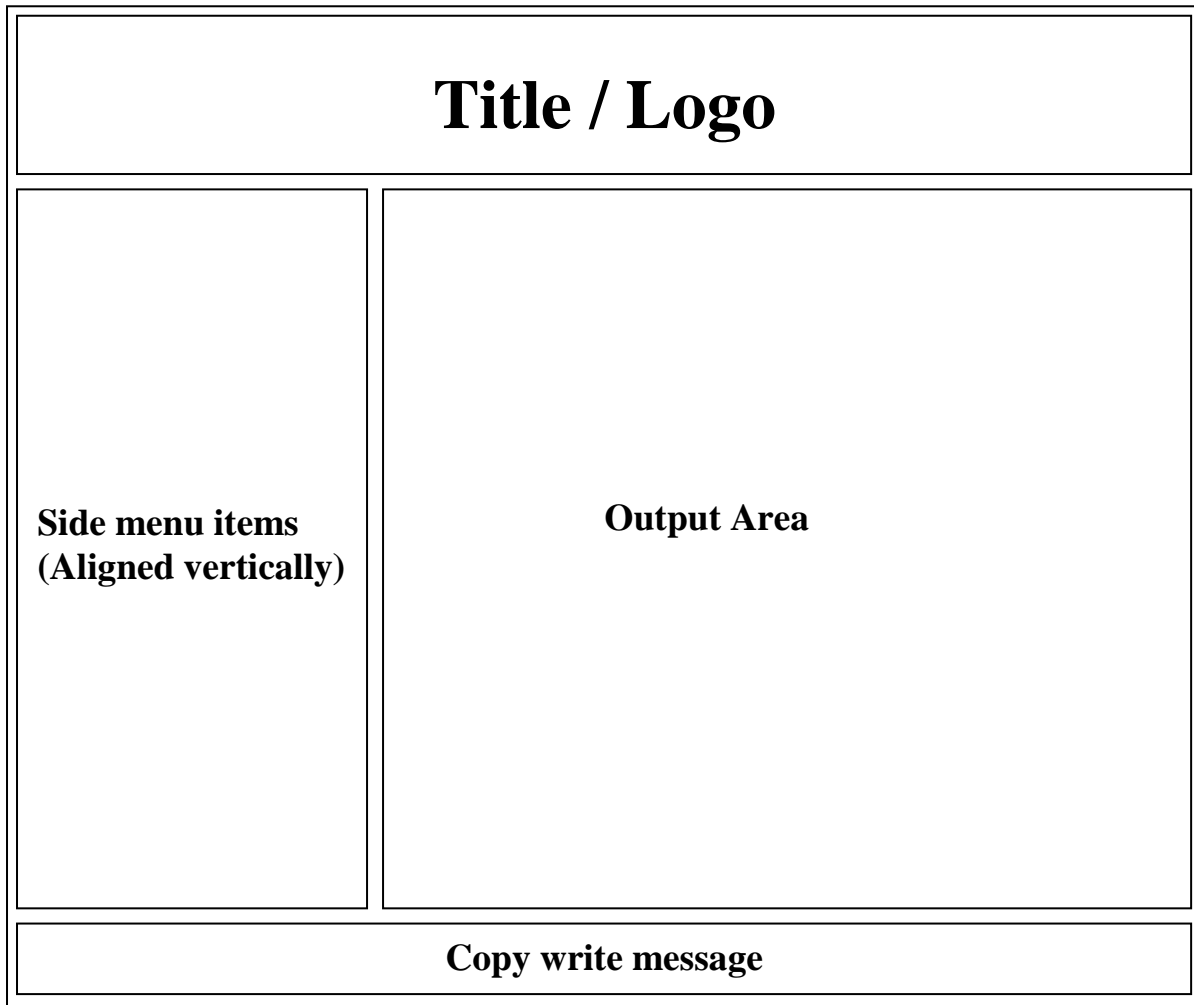 Title / Logo
Side menu items
(Aligned vertically)
Output Area
Copy write message